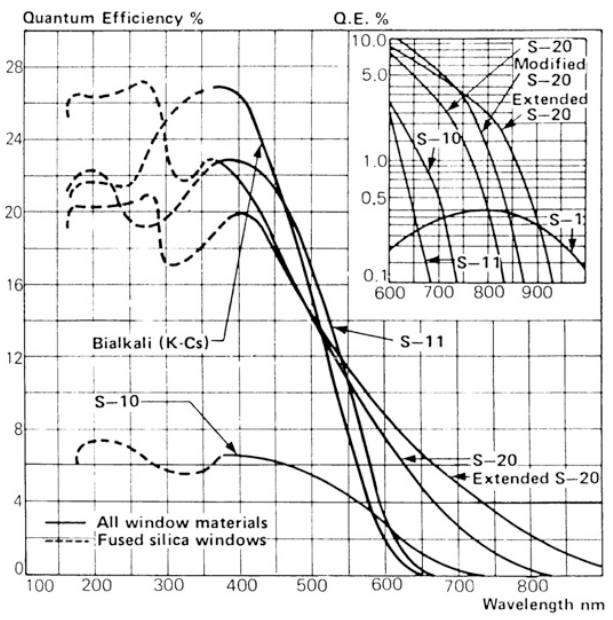 Quantum Efficiency %
Q.E. %
28
24
20
16
12
8
4
0
100 200 300 400 500 600 700 800
Wavelength nm
Bialkali (K-Cs)
S-11
S-10
S-20
Extended S-20
All window materials
Fused silica windows
10.0
5.0
1.0
0.5
0.1
600 700 800 900
S-20
Modified
S-20
Extended
S-20
S-10
S-1
S-11